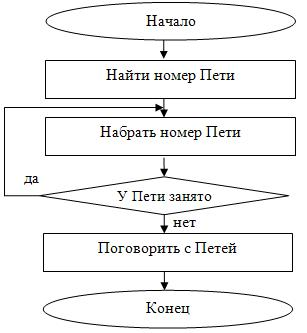 Начало
Найти номер Пети
Набрать номер Пети
да
У Пети занято
нет
Поговорить с Петей
Конец